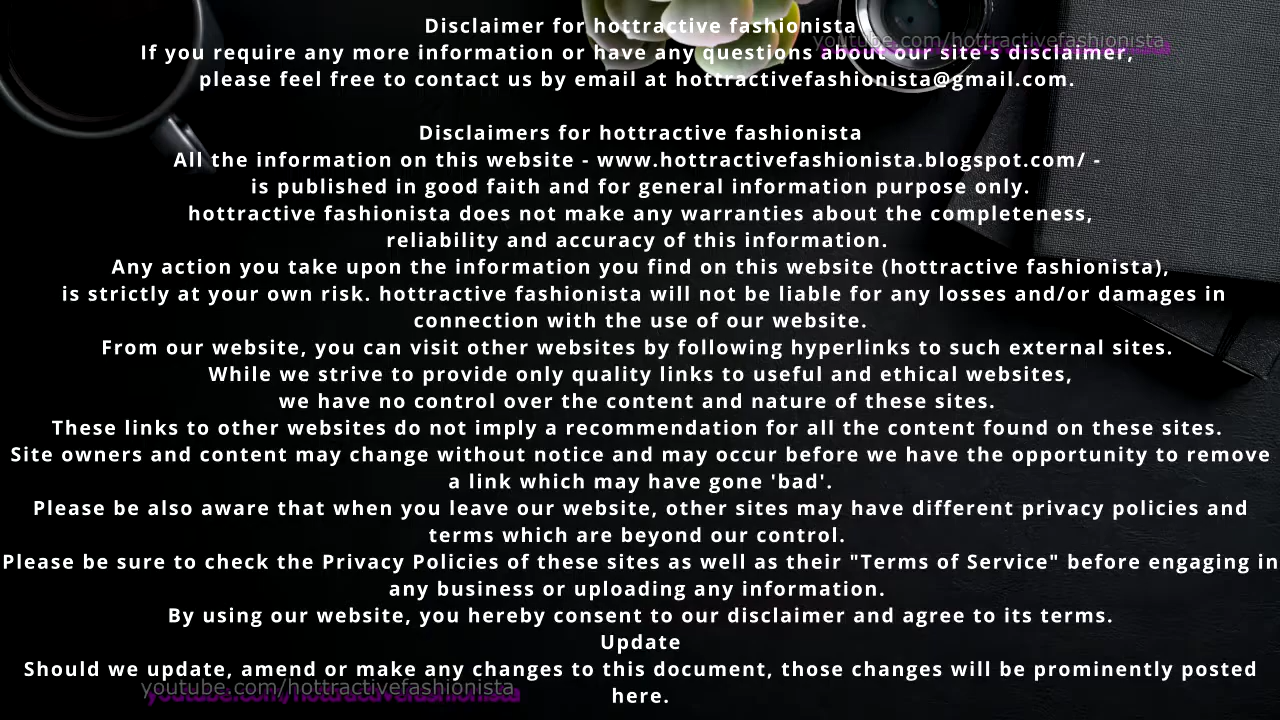 Disclaimer for hottractive fashionista
youtube.com/hottractivefashionista
If you require any more information or have any questions about our site's disclaimer,
please feel free to contact us by email at hottractivefashionista@gmail.com.
Disclaimers for hottractive fashionista
All the information on this website - www.hottractivefashionista.blogspot.com/ -
is published in good faith and for general information purpose only.
hottractive fashionista does not make any warranties about the completeness,
reliability and accuracy of this information.
Any action you take upon the information you find on this website (hottractive fashionista),
is strictly at your own risk. hottractive fashionista will not be liable for any losses and/or damages in
connection with the use of our website.
From our website, you can visit other websites by following hyperlinks to such external sites.
While we strive to provide only quality links to useful and ethical websites,
we have no control over the content and nature of these sites.
These links to other websites do not imply a recommendation for all the content found on these sites.
Site owners and content may change without notice and may occur before we have the opportunity to remove
a link which may have gone 'bad'.
Please be also aware that when you leave our website, other sites may have different privacy policies and
terms which are beyond our control.
Please be sure to check the Privacy Policies of these sites as well as their "Terms of Service" before engaging in
any business or uploading any information.
By using our website, you hereby consent to our disclaimer and agree to its terms.
Update
Should we update, amend or make any changes to this document, those changes will be prominently posted
here.
youtube.com/hottractivefashionista